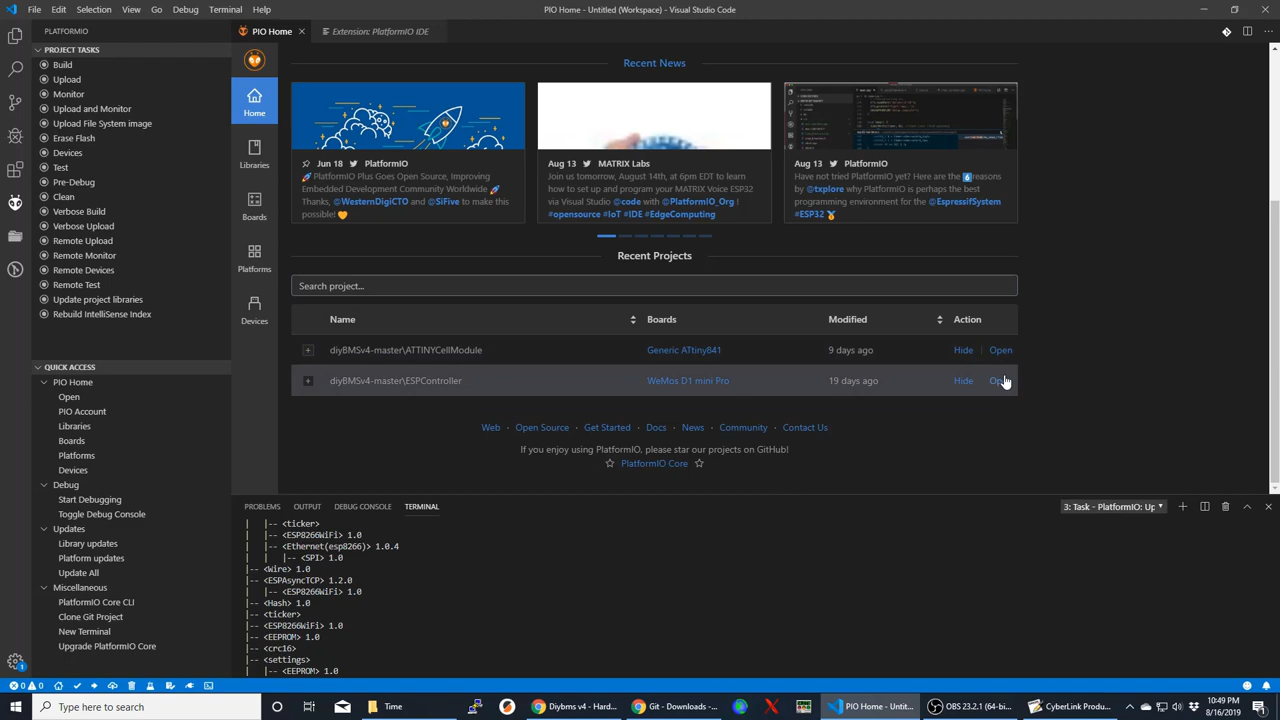 File Edit Selection View Go Debug Terminal Help
PIO Home - Untitled (Workspace) - Visual Studio Code
PLATFORMIO
PROJECT TASKS
Build
Upload
Monitor
Upload and Monitor
Upload File System image
Erase Flash
Devices
Test
Pre-Debug
Clean
Verbose Build
Verbose Upload
Remote Upload
Remote Monitor
Remote Devices
Remote Test
Update project libraries
Rebuild IntelliSense Index
QUICK ACCESS
PIO Home
Open
PIO Account
Libraries
Boards
Platforms
Devices
Debug
Start Debugging
Toggle Debug Console
Updates
Library updates
Platform updates
Update All
Miscellaneous
PlatformIO Core CLI
Clone Git Project
New Terminal
Upgrade PlatformIO Core
PIO Home
Extension: PlatformIO IDE
Home
Libraries
Boards
Platforms
Devices
Recent News
Jun 18 PlatformIO
PlatformIO Plus Goes Open Source, Improving
Embedded Development Community Worldwide
@WesternDigiCTO and @SiFive to make this
possible!
Aug 13 MATRIX Labs
Join us tomorrow, August 14th, at 6pm EDT to learn
how to set up and program your MATRIX Voice ESP32
via Visual Studio @code with @PlatformIO_Org !
#opensource #IoT #IDE #EdgeComputing
Aug 13 PlatformIO
Have not tried PlatformIO yet? Here are the 6 reasons
by @txplore why PlatformIO is perhaps the best
programming environment for the @EspressifSystem
#ESP32
Recent Projects
Search project...
Name Boards Modified Action
diyBMSv4-master\ATTINYCellModule Generic ATtiny841 9 days ago Hide Open
diyBMSv4-master\ESPController WeMos D1 mini Pro 19 days ago Hide
Web · Open Source · Get Started · Docs · News · Community · Contact Us
If you enjoy using PlatformIO, please star our projects on GitHub!
PlatformIO Core
PROBLEMS OUTPUT DEBUG CONSOLE TERMINAL
3: Task - PlatformIO: Up
| |-- <ticker>
| |-- <ESP8266WiFi> 1.0
| |-- <Ethernet(esp8266)> 1.0.4
| | |-- <SPI> 1.0
|-- <Wire> 1.0
|-- <ESPAsyncTCP> 1.2.0
| |-- <ESP8266WiFi> 1.0
|-- <Hash> 1.0
|-- <ticker>
|-- <ESP8266WiFi> 1.0
|-- <EEPROM> 1.0
|-- <crc16>
|-- <settings>
| |-- <EEPROM> 1.0
0 0
1
Type here to search
Time
Diybms v4 - Hard...
Git - Downloads -...
PIO Home - Untit...
OBS 23.2.1 (64-bi...
CyberLink Produc...
10:49 PM
8/16/2019